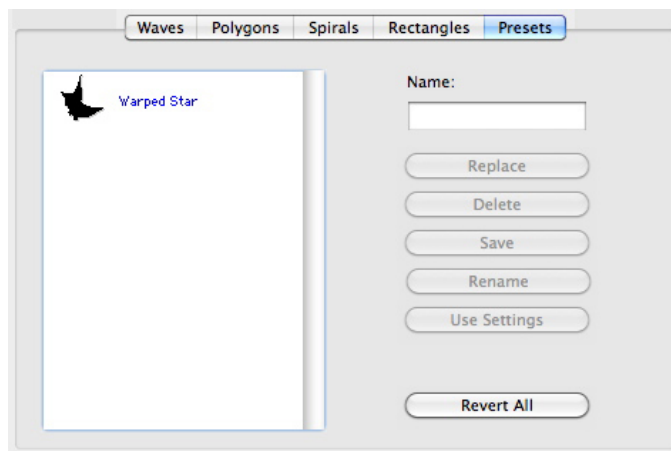 Waves Polygons Spirals Rectangles Presets
Warped Star
Name:
Replace
Delete
Save
Rename
Use Settings
Revert All